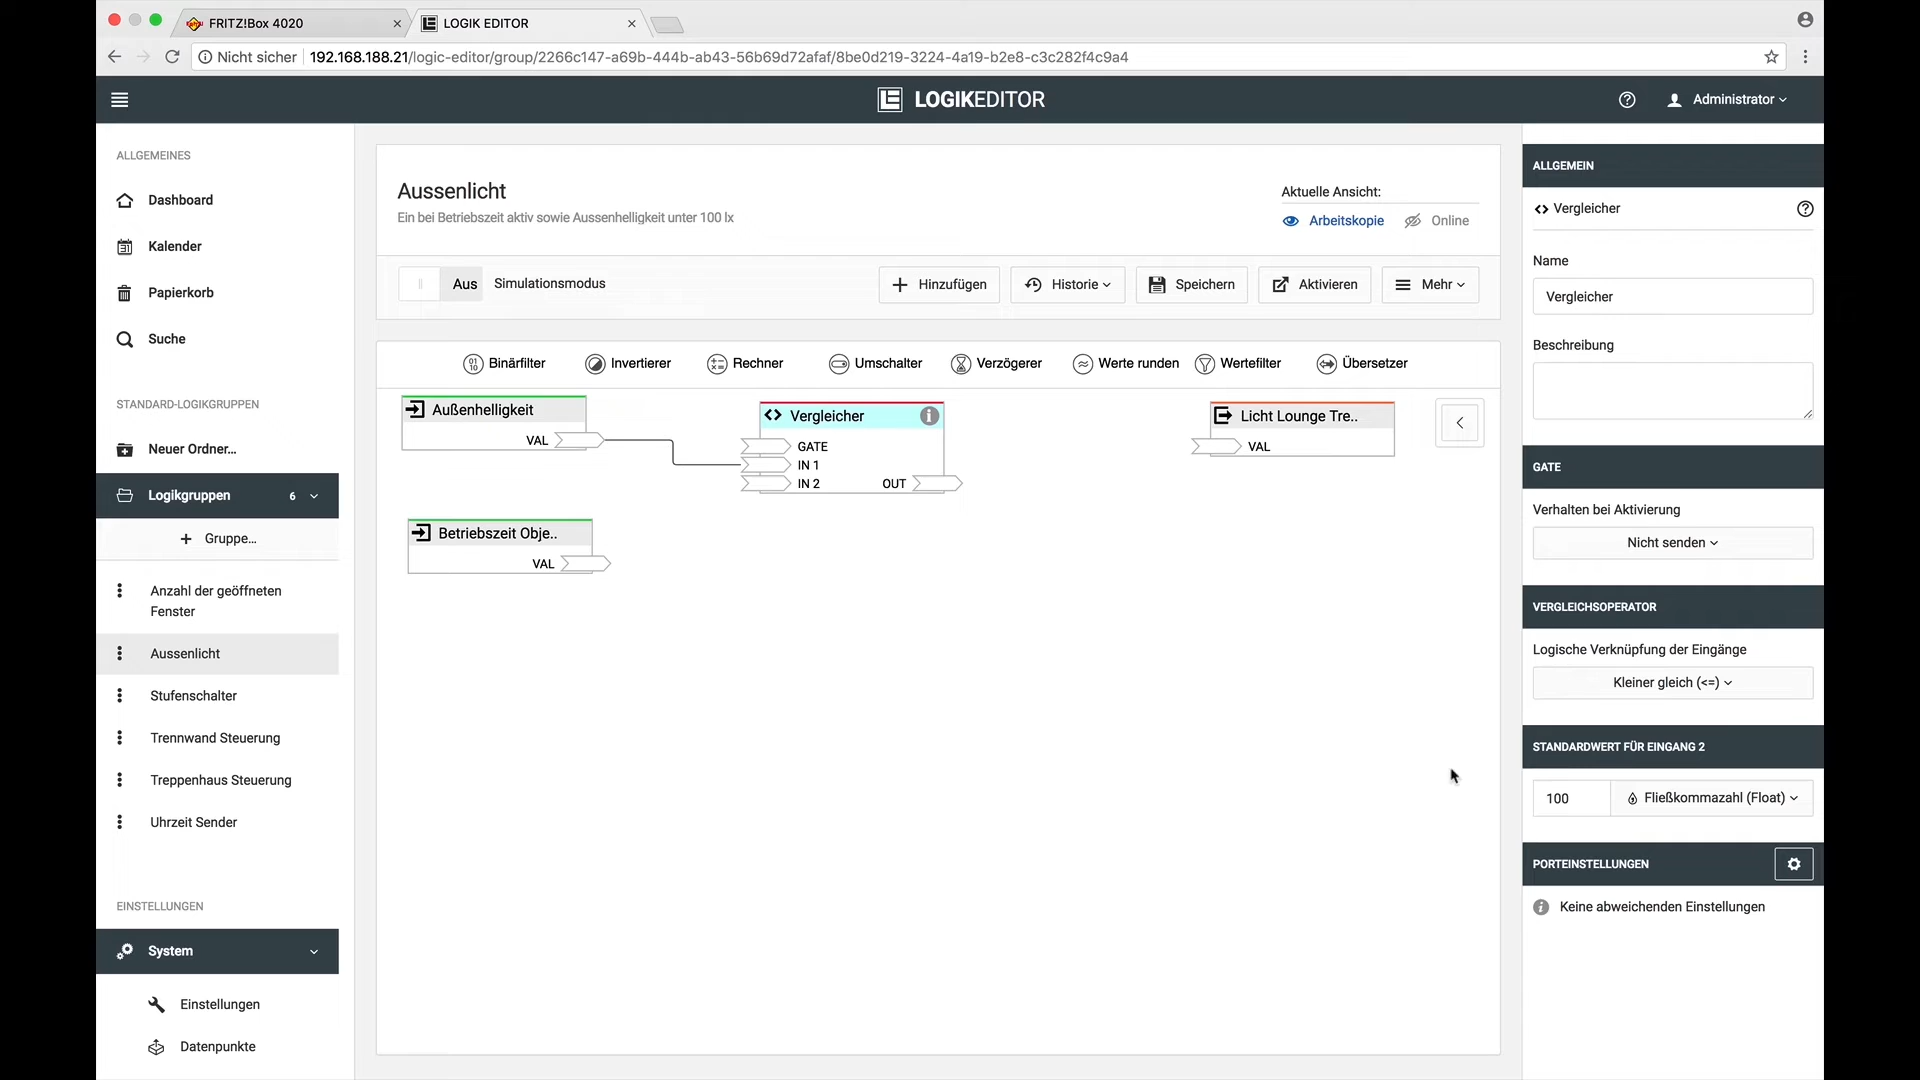 FRITZ!Box 4020
LOGIK EDITOR
Nicht sicher
192.168.188.21/logic-editor/group/2266c147-a69b-444b-ab43-56b69d72afaf/8be0d219-3224-4a19-b2e8-c3c282f4c9a4
LOGIKEDITOR
Administrator
ALLGEMEINES
Dashboard
Kalender
Papierkorb
Suche
STANDARD-LOGIKGRUPPEN
Neuer Ordner...
Logikgruppen 6
+ Gruppe...
Anzahl der geöffneten
Fenster
Aussenlicht
Stufenschalter
Trennwand Steuerung
Treppenhaus Steuerung
Uhrzeit Sender
EINSTELLUNGEN
System
Einstellungen
Datenpunkte
Aussenlicht
Ein bei Betriebszeit aktiv sowie Aussenhelligkeit unter 100 lx
Aktuelle Ansicht:
Arbeitskopie
Online
Aus
Simulationsmodus
Hinzufügen
Historie
Speichern
Aktivieren
Mehr
Binärfilter
Invertierer
Rechner
Umschalter
Verzögerer
Werte runden
Wertefilter
Übersetzer
Außenhelligkeit
VAL
Vergleicher
GATE
IN 1
IN 2
OUT
Licht Lounge Tre..
VAL
Betriebszeit Obje..
VAL
ALLGEMEIN
Vergleicher
Name
Vergleicher
Beschreibung
GATE
Verhalten bei Aktivierung
Nicht senden
VERGLEICHSOPERATOR
Logische Verknüpfung der Eingänge
Kleiner gleich (<=)
STANDARDWERT FÜR EINGANG 2
100
Fließkommazahl (Float)
PORTEINSTELLUNGEN
Keine abweichenden Einstellungen